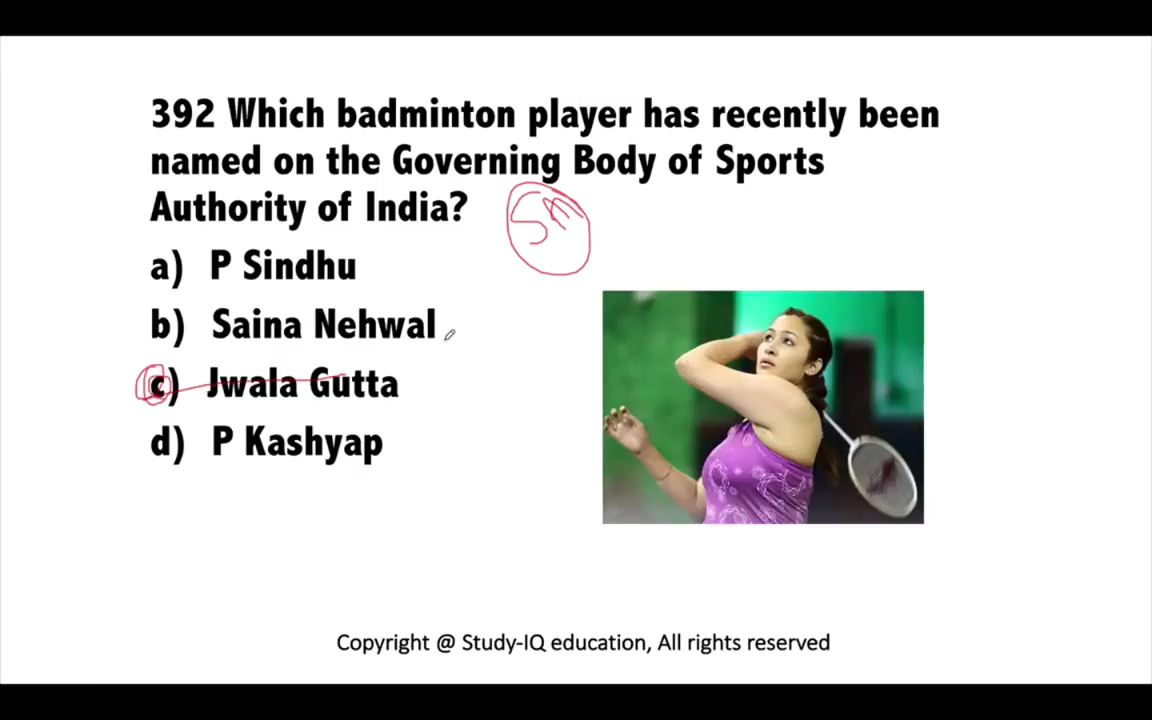 392 Which badminton player has recently been
named on the Governing Body of Sports
Authority of India?
a) P Sindhu
b) Saina Nehwal
c) Jwala Gutta
d) P Kashyap
Copyright @ Study-IQ education, All rights reserved